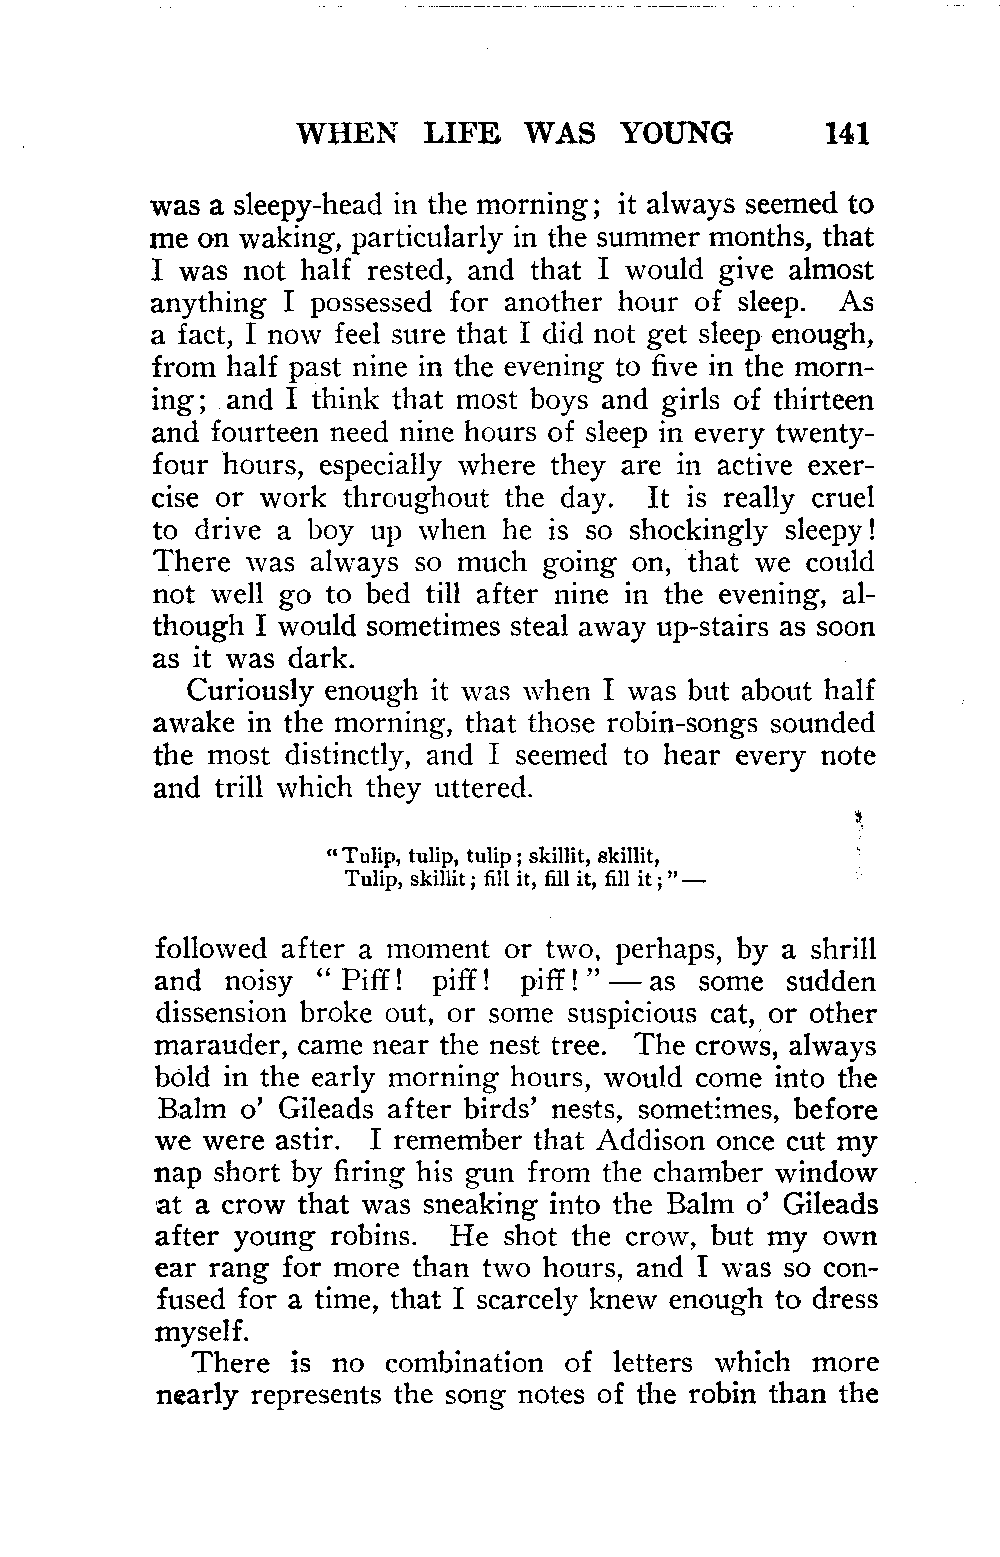 WHEN LIFE WAS YOUNG 141
was a sleepy-head in the morning; it always seemed to
me on waking, particularly in the summer months, that
I was not half rested, and that I would give almost
anything I possessed for another hour of sleep. As
a fact, I now feel sure that I did not get sleep enough,
from half past nine in the evening to five in the morn-
ing; and I think that most boys and girls of thirteen
and fourteen need nine hours of sleep in every twenty-
four hours, especially where they are in active exer-
cise or work throughout the day. It is really cruel
to drive a boy up when he is so shockingly sleepy!
There was always so much going on, that we could
not well go to bed till after nine in the evening, al-
though I would sometimes steal away up-stairs as soon
as it was dark.
Curiously enough it was when I was but about half
awake in the morning, that those robin-songs sounded
the most distinctly, and I seemed to hear every note
and trill which they uttered.
"Tulip, tulip, tulip; skillit, skillit,
Tulip, skillit; fill it, fill it, fill it;"—
followed after a moment or two, perhaps, by a shrill
and noisy "Piff! piff! piff!" — as some sudden
dissension broke out, or some suspicious cat, or other
marauder, came near the nest tree. The crows, always
bold in the early morning hours, would come into the
Balm o' Gileads after birds' nests, sometimes, before
we were astir. I remember that Addison once cut my
nap short by firing his gun from the chamber window
at a crow that was sneaking into the Balm o' Gileads
after young robins. He shot the crow, but my own
ear rang for more than two hours, and I was so con-
fused for a time, that I scarcely knew enough to dress
myself.
There is no combination of letters which more
nearly represents the song notes of the robin than the